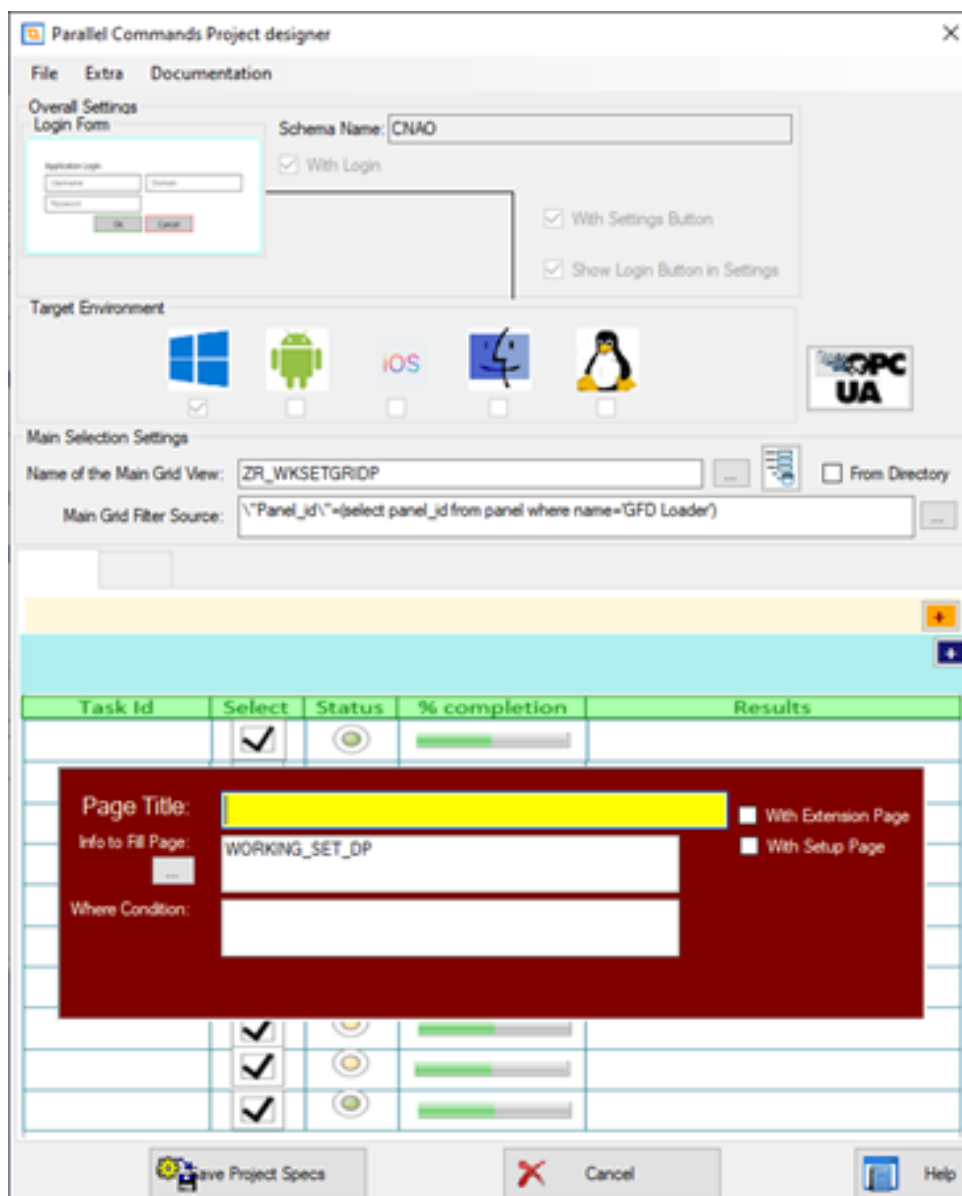 Parallel Commands Project designer
File Extra Documentation
Overall Settings
Login Form
Schema Name: CNAO
With Login
Application Login
Username Domain
Password
Ok Cancel
With Settings Button
Show Login Button in Settings
Target Environment
iOS
OPC
UA
Main Selection Settings
Name of the Main Grid View: ZR_WKSETGRIDP ... From Directory
Main Grid Filter Source: \"Panel_id\"=(select panel_id from panel where name='GFD Loader') ...
+
+
Task Id Select Status % completion Results
Page Title: With Extension Page
Info to Fill Page: WORKING_SET_DP With Setup Page
...
Where Condition:
ave Project Specs Cancel Help